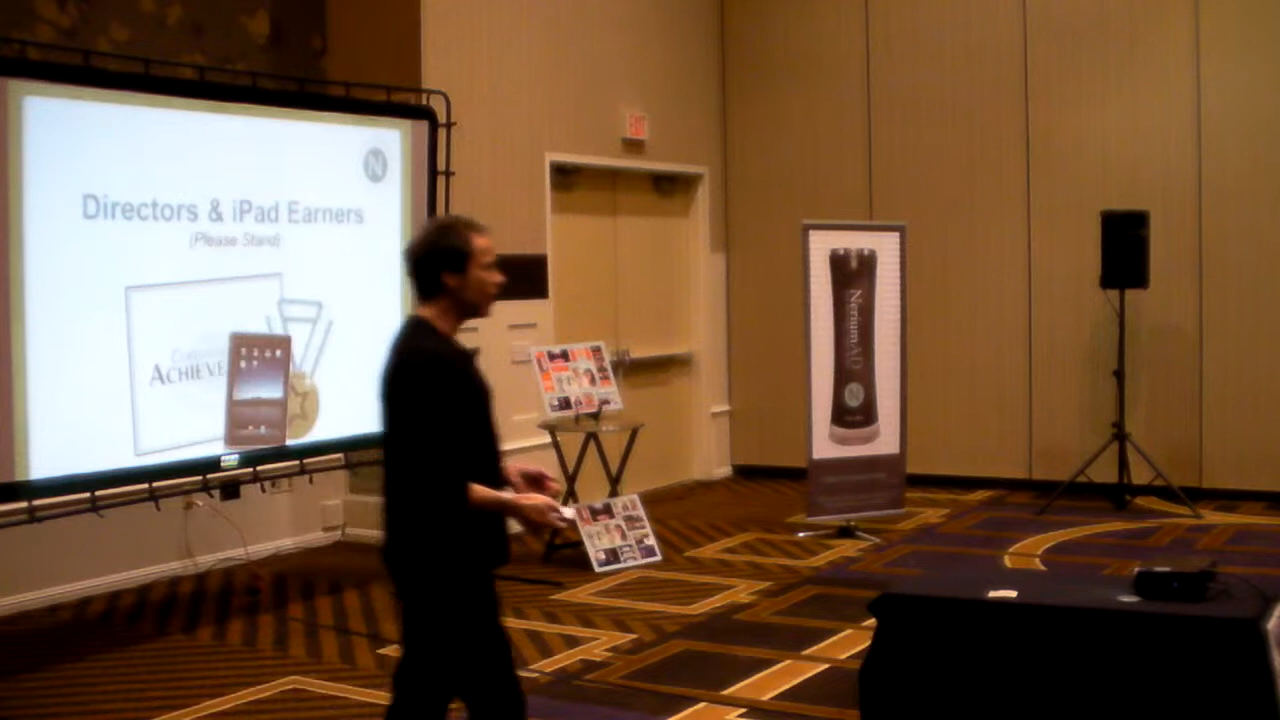 N
Directors & iPad Earners
(Please Stand)
ACHIEVE
EXIT
NeriumAD
N